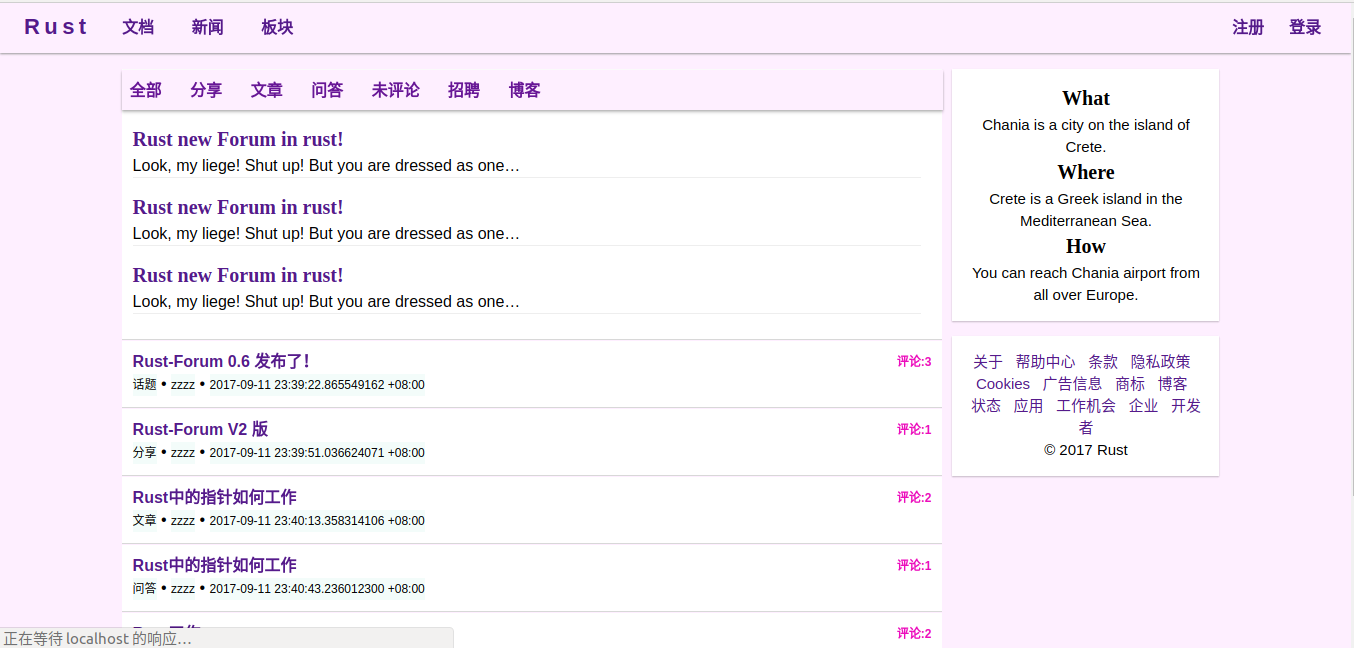 Rust 文档 新闻 板块 注册 登录
全部 分享 文章 问答 未评论 招聘 博客
Rust new Forum in rust!
Look, my liege! Shut up! But you are dressed as one…
Rust new Forum in rust!
Look, my liege! Shut up! But you are dressed as one…
Rust new Forum in rust!
Look, my liege! Shut up! But you are dressed as one…
Rust-Forum 0.6 发布了! 评论:3
话题 • zzzz • 2017-09-11 23:39:22.865549162 +08:00
Rust-Forum V2 版 评论:1
分享 • zzzz • 2017-09-11 23:39:51.036624071 +08:00
Rust中的指针如何工作 评论:2
文章 • zzzz • 2017-09-11 23:40:13.358314106 +08:00
Rust中的指针如何工作 评论:1
问答 • zzzz • 2017-09-11 23:40:43.236012300 +08:00
评论:2
正在等待 localhost 的响应…
What
Chania is a city on the island of
Crete.
Where
Crete is a Greek island in the
Mediterranean Sea.
How
You can reach Chania airport from
all over Europe.
关于 帮助中心 条款 隐私政策
Cookies 广告信息 商标 博客
状态 应用 工作机会 企业 开发
者
© 2017 Rust